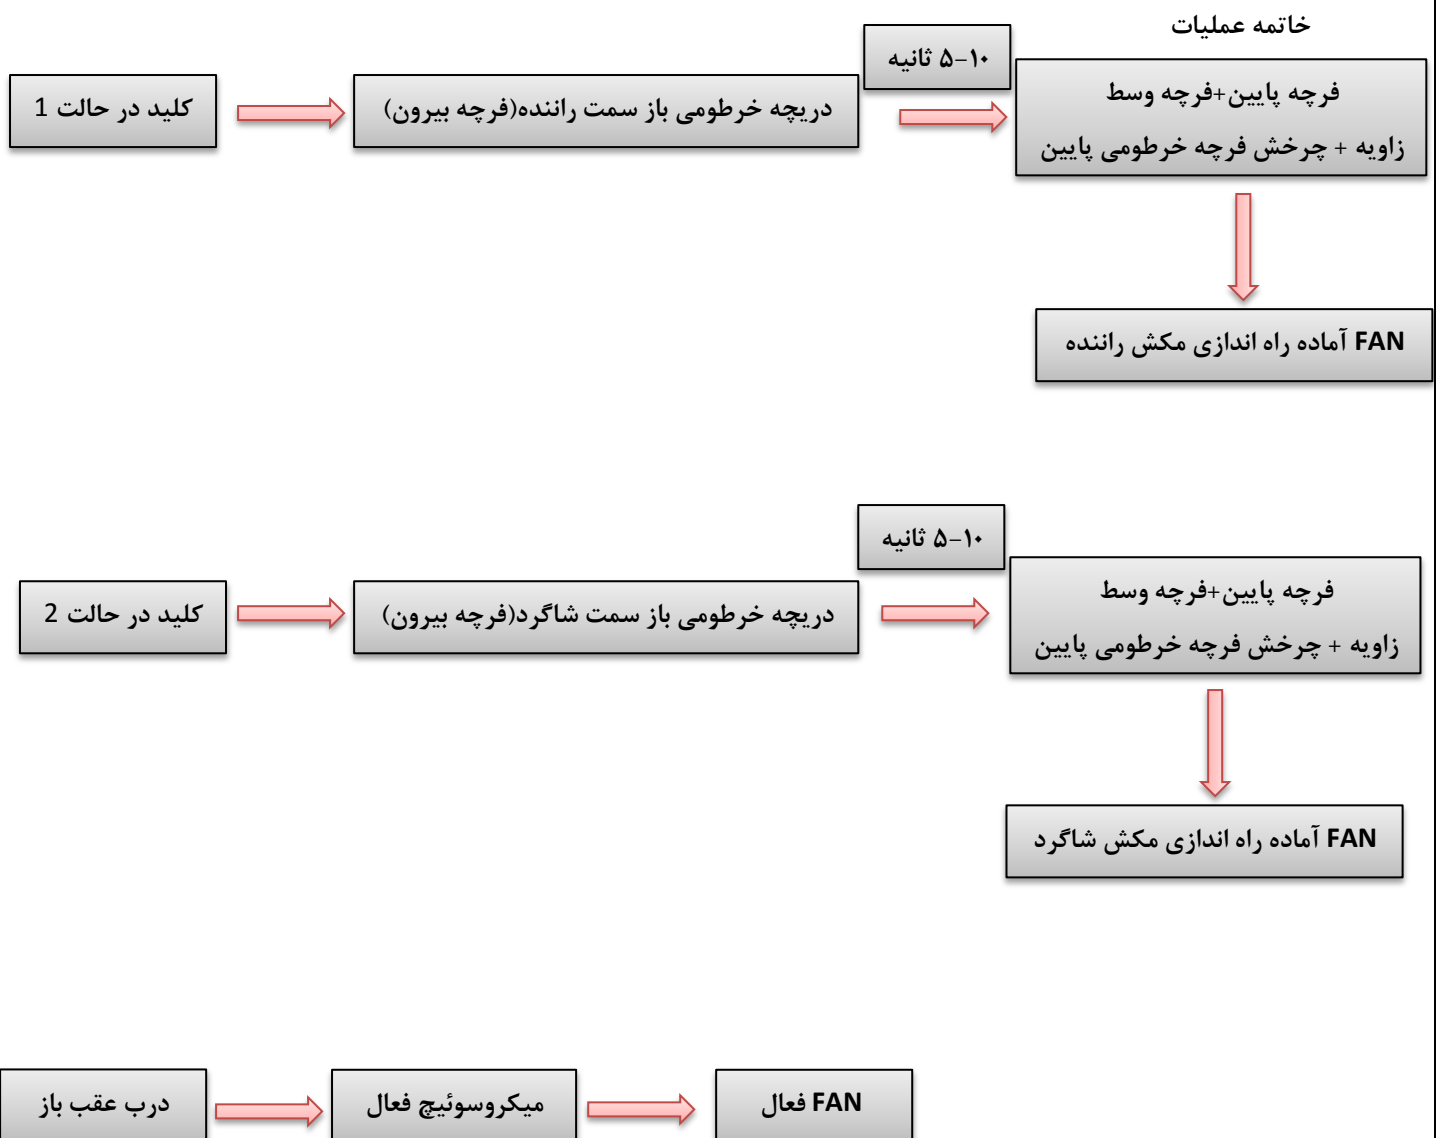 خاتمه عملیات
کلید در حالت 1
دریچه خرطومی باز سمت راننده(فرچه بیرون)
۵-۱۰ ثانیه
فرچه پایین+فرچه وسط
زاویه + چرخش فرچه خرطومی پایین
FAN آماده راه اندازی مکش راننده
کلید در حالت 2
دریچه خرطومی باز سمت شاگرد(فرچه بیرون)
۵-۱۰ ثانیه
فرچه پایین+فرچه وسط
زاویه + چرخش فرچه خرطومی پایین
FAN آماده راه اندازی مکش شاگرد
درب عقب باز
میکروسوئیچ فعال
FAN فعال